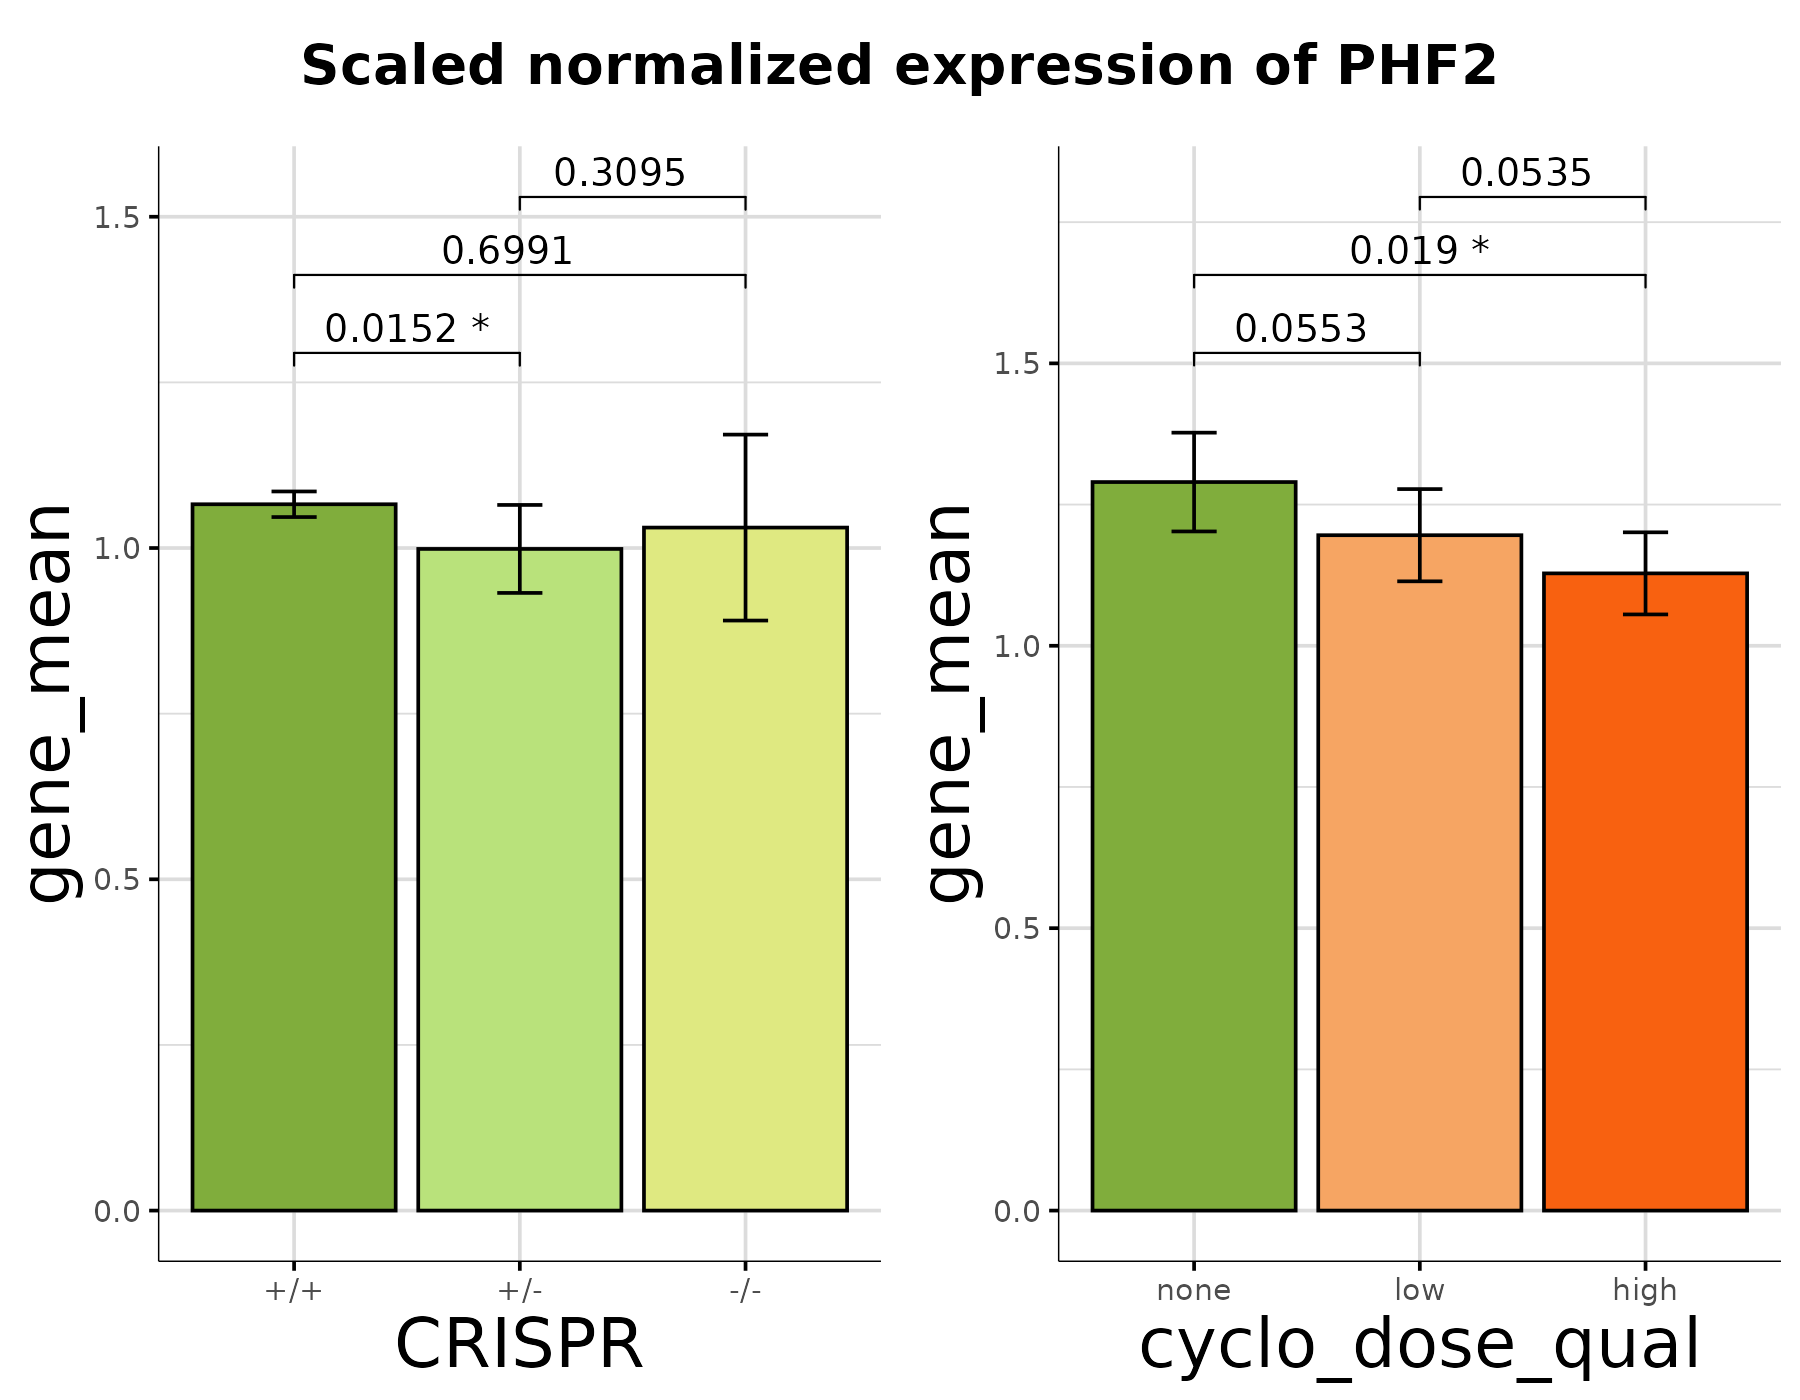 Scaled normalized expression of PHF2
0.3095
0.6991
0.0152 *
1.5
1.0
0.5
0.0
gene_mean
+/+
+/-
-/-
CRISPR
0.0535
0.019 *
0.0553
1.5
1.0
0.5
0.0
gene_mean
none
low
high
cyclo_dose_qual